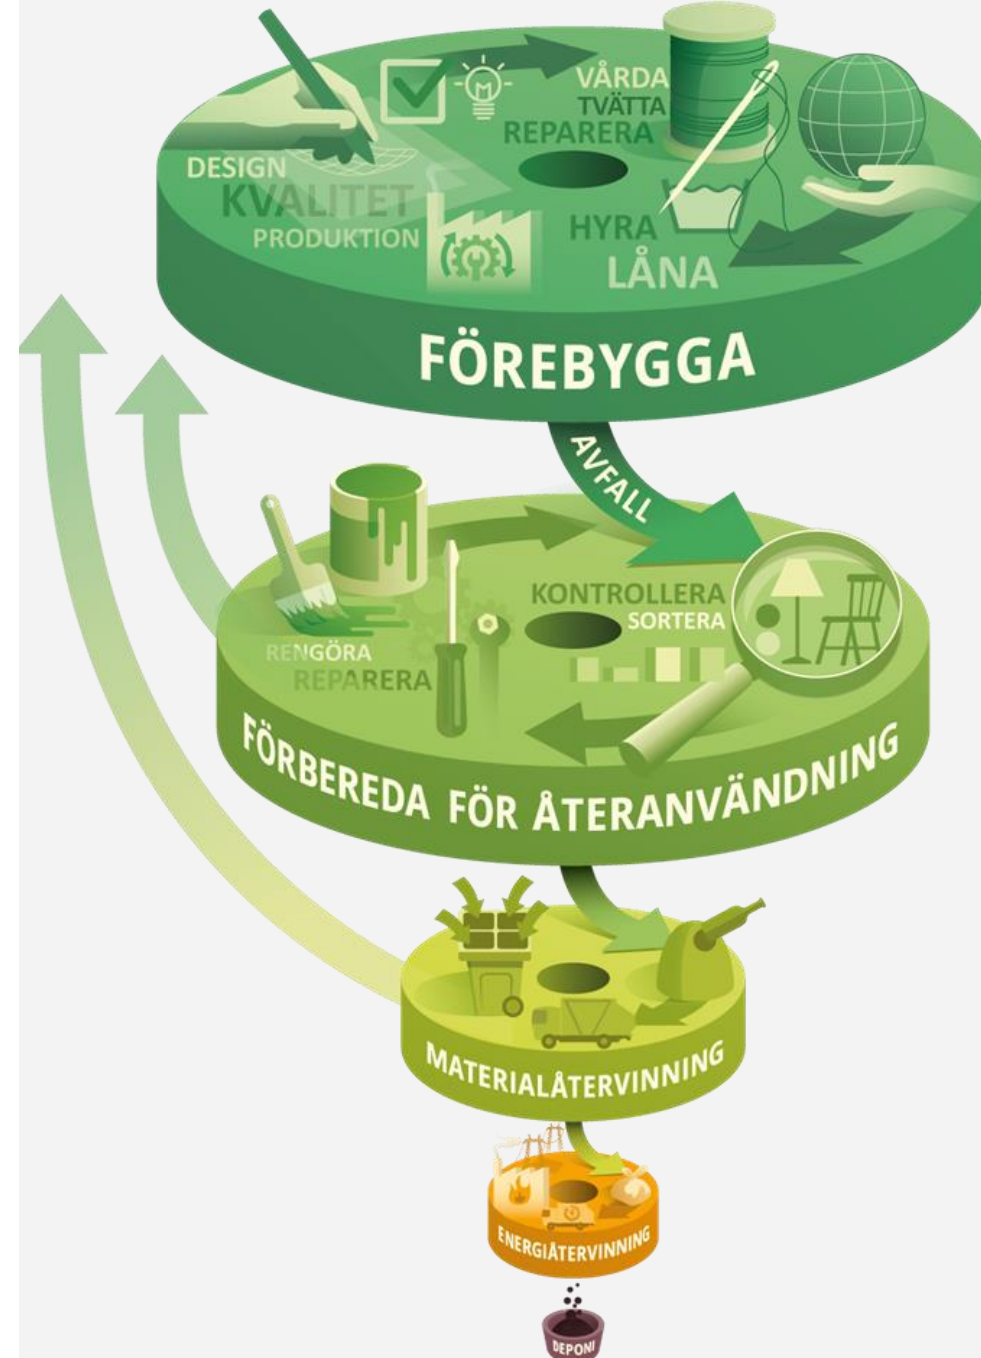 VÅRDA
TVÄTTA
REPARERA
DESIGN
KVALITET
PRODUKTION
HYRA
LÅNA
FÖREBYGGA
AVFALL
KONTROLLERA
SORTERA
RENGÖRA
REPARERA
FÖRBEREDA FÖR ÅTERANVÄNDNING
MATERIALÅTERVINNING
ENERGIÅTERVINNING
DEPONI